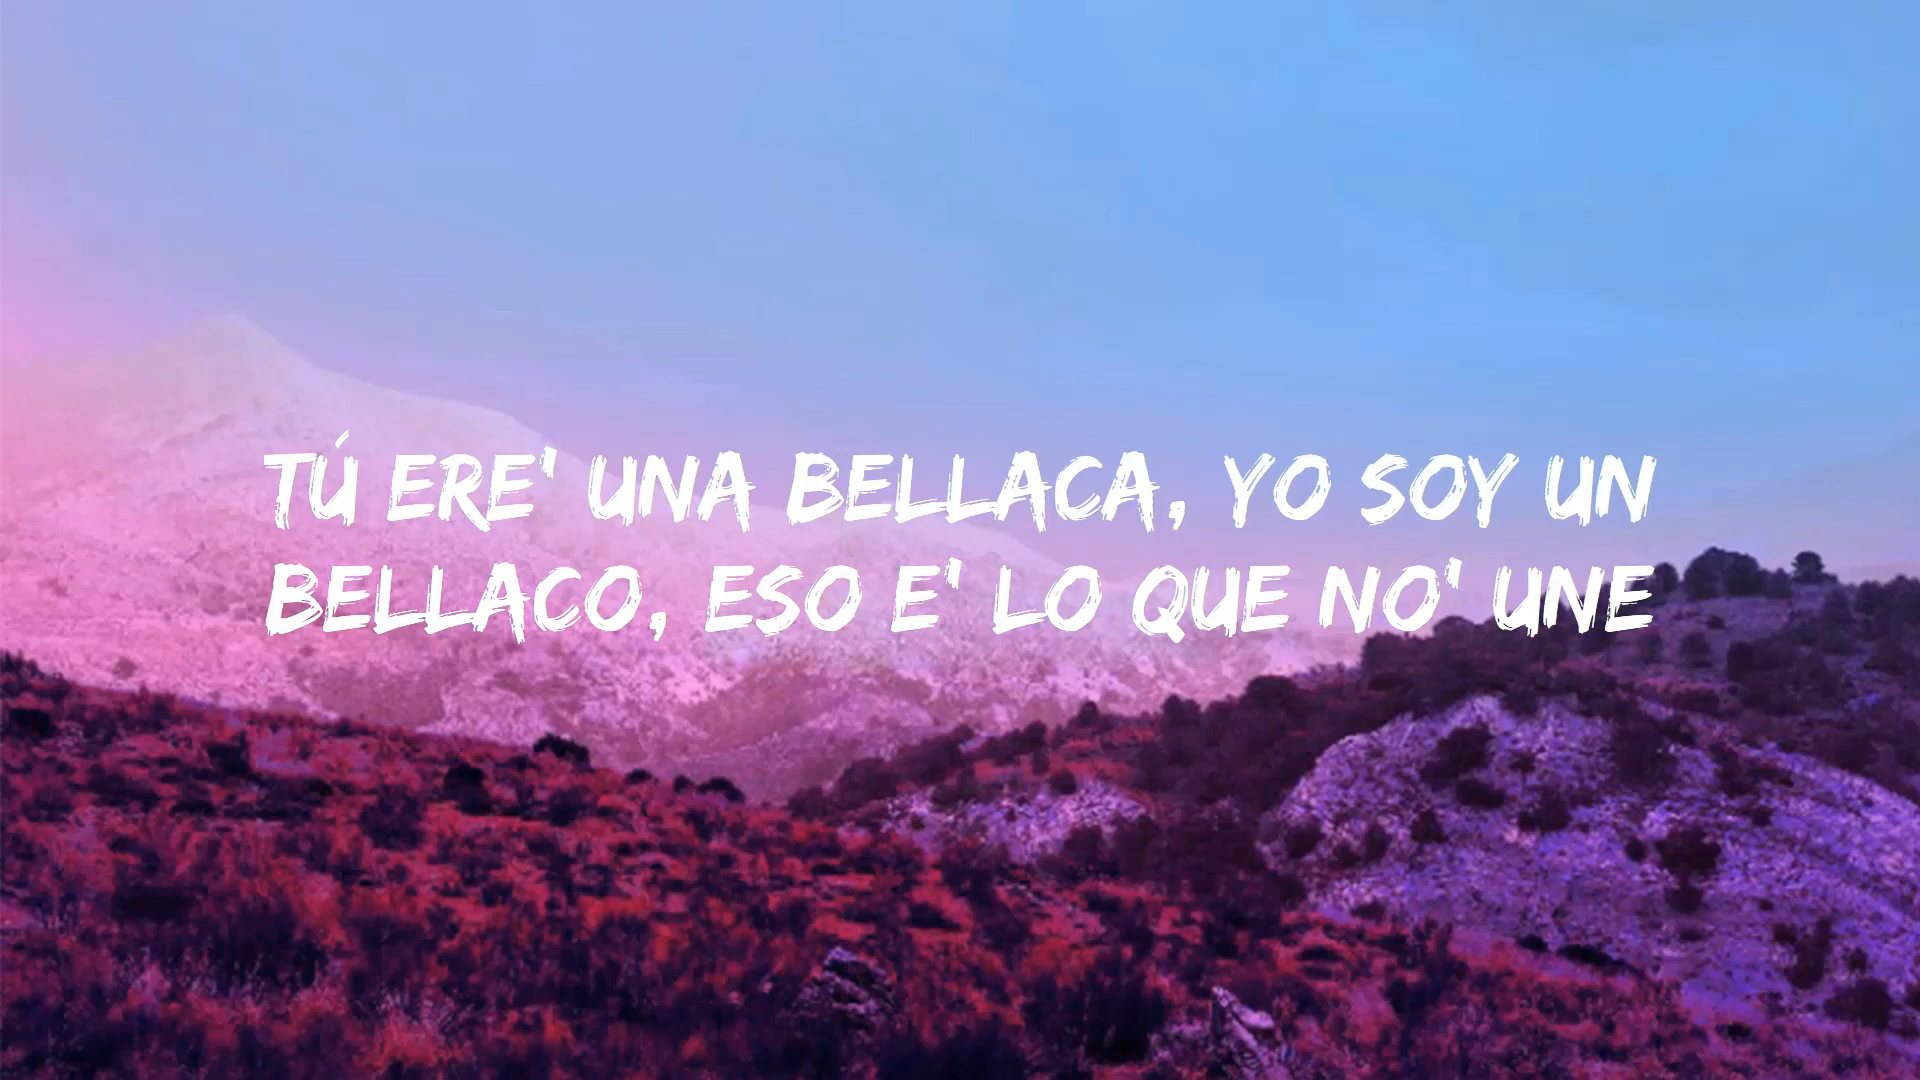 TÚ ERE' UNA BELLACA, YO SOY UN
BELLACO, ESO E' LO QUE NO' UNE